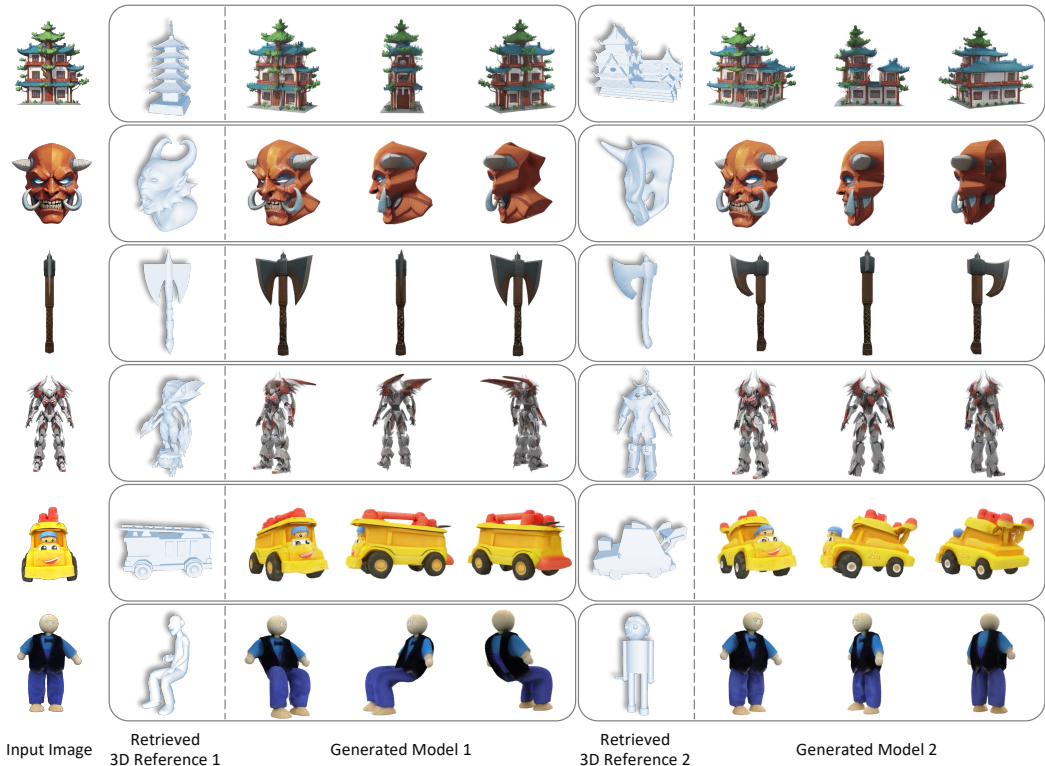 Input Image
Retrieved
3D Reference 1
Generated Model 1
Retrieved
3D Reference 2
Generated Model 2